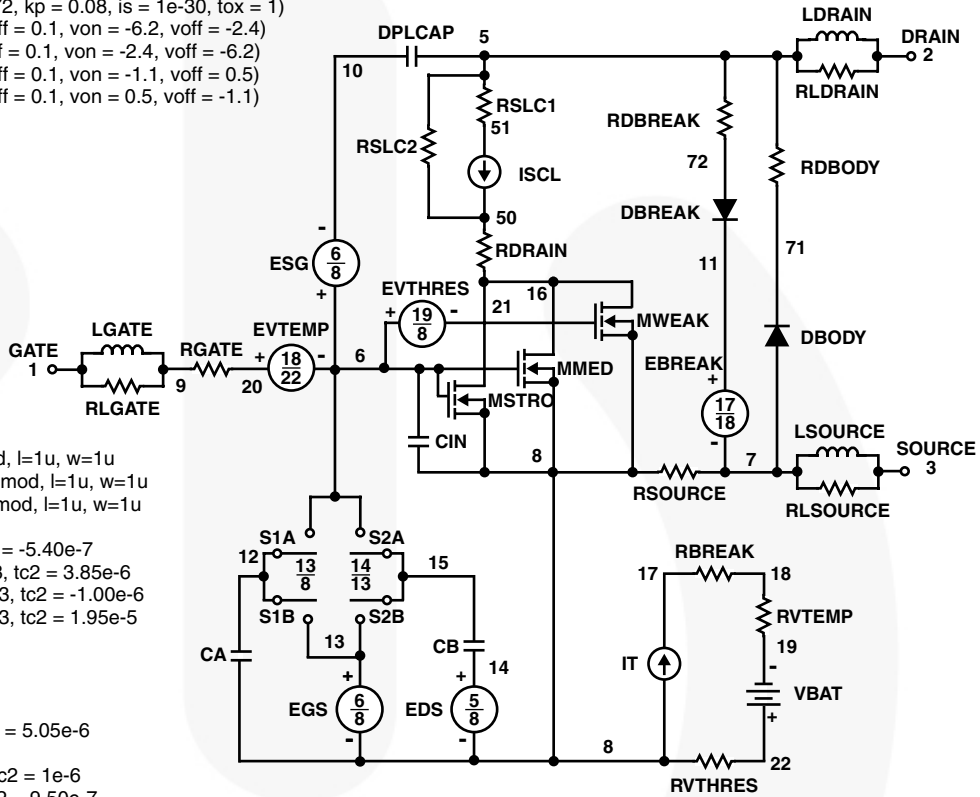 72, kp = 0.08, is = 1e-30, tox = 1)
ff = 0.1, von = -6.2, voff = -2.4)
f = 0.1, von = -2.4, voff = -6.2)
ff = 0.1, von = -1.1, voff = 0.5)
ff = 0.1, von = 0.5, voff = -1.1)
LDRAIN
DRAIN
2
RLDRAIN
DPLCAP
5
10
RSLC1
51
RSLC2
ISCL
50
RDRAIN
RDBREAK
72
RDBODY
DBREAK
71
11
ESG
-
6
8
+
EVTHRES
+
19
8
-
16
21
MWEAK
LGATE
GATE
1
RLGATE
9
RGATE
20
EVTEMP
+
18
22
-
6
MMED
MSTRO
CIN
EBREAK
+
17
18
-
DBODY
8
RSOURCE
7
LSOURCE
SOURCE
3
RLSOURCE
d, l=1u, w=1u
mod, l=1u, w=1u
mod, l=1u, w=1u
= -5.40e-7
3, tc2 = 3.85e-6
3, tc2 = -1.00e-6
3, tc2 = 1.95e-5
= 5.05e-6
c2 = 1e-6
2 = 9.50e-7
S1A
S2A
12
13
8
14
13
15
S1B
S2B
13
CA
CB
14
EGS
+
6
8
-
EDS
+
5
8
-
8
17
RBREAK
18
RVTEMP
19
IT
-
VBAT
+
22
RVTHRES